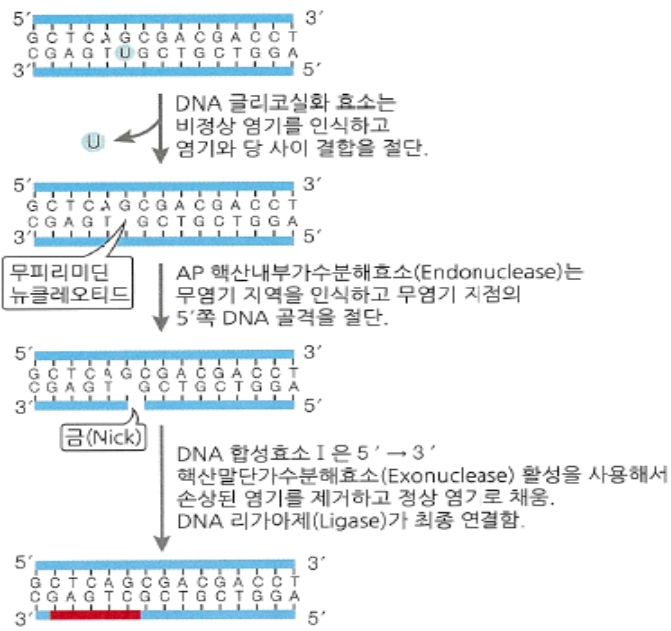 5′ 3′
G C T C A G C G A C G A C C T
C G A G T U G C T G C T G G A
3′ 5′
DNA 글리코실화 효소는
비정상 염기를 인식하고
염기와 당 사이 결합을 절단.
U
5′ 3′
G C T C A G C G A C G A C C T
C G A G T G C T G C T G G A
3′ 5′
무피리미딘
뉴클레오티드
AP 핵산내부가수분해효소(Endonuclease)는
무염기 지역을 인식하고 무염기 지점의
5′쪽 DNA 골격을 절단.
5′ 3′
G C T C A G C G A C G A C C T
C G A G T G C T G C T G G A
3′ 5′
금(Nick)
DNA 합성효소 I 은 5 ′ → 3 ′
핵산말단가수분해효소(Exonuclease) 활성을 사용해서
손상된 염기를 제거하고 정상 염기로 채움.
DNA 리가아제(Ligase)가 최종 연결함.
5′ 3′
G C T C A G C G A C G A C C T
C G A G T C G C T G C T G G A
3′ 5′